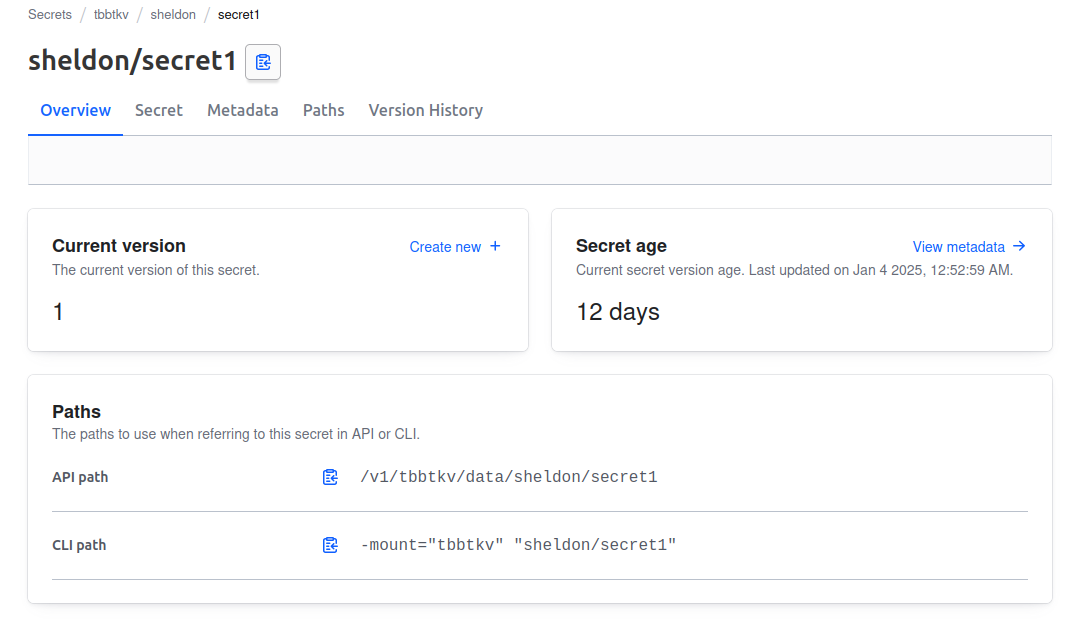 Secrets / tbbtkv / sheldon / secret1
sheldon/secret1
Overview Secret Metadata Paths Version History
Current version Create new +
The current version of this secret.
1
Secret age View metadata →
Current secret version age. Last updated on Jan 4 2025, 12:52:59 AM.
12 days
Paths
The paths to use when referring to this secret in API or CLI.
API path /v1/tbbtkv/data/sheldon/secret1
CLI path -mount="tbbtkv" "sheldon/secret1"